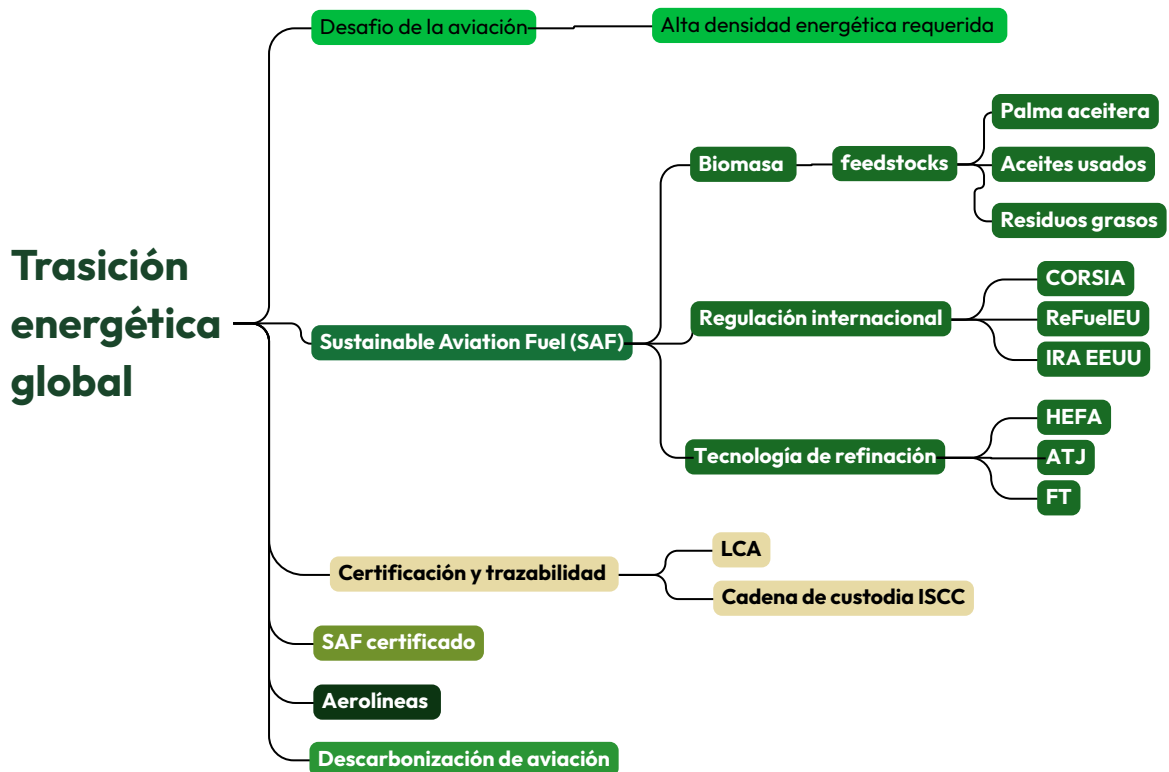 Trasición
energética
global
Desafio de la aviación
Alta densidad energética requerida
Sustainable Aviation Fuel (SAF)
Biomasa
feedstocks
Palma aceitera
Aceites usados
Residuos grasos
Regulación internacional
CORSIA
ReFuelEU
IRA EEUU
Tecnología de refinación
HEFA
ATJ
FT
Certificación y trazabilidad
LCA
Cadena de custodia ISCC
SAF certificado
Aerolíneas
Descarbonización de aviación